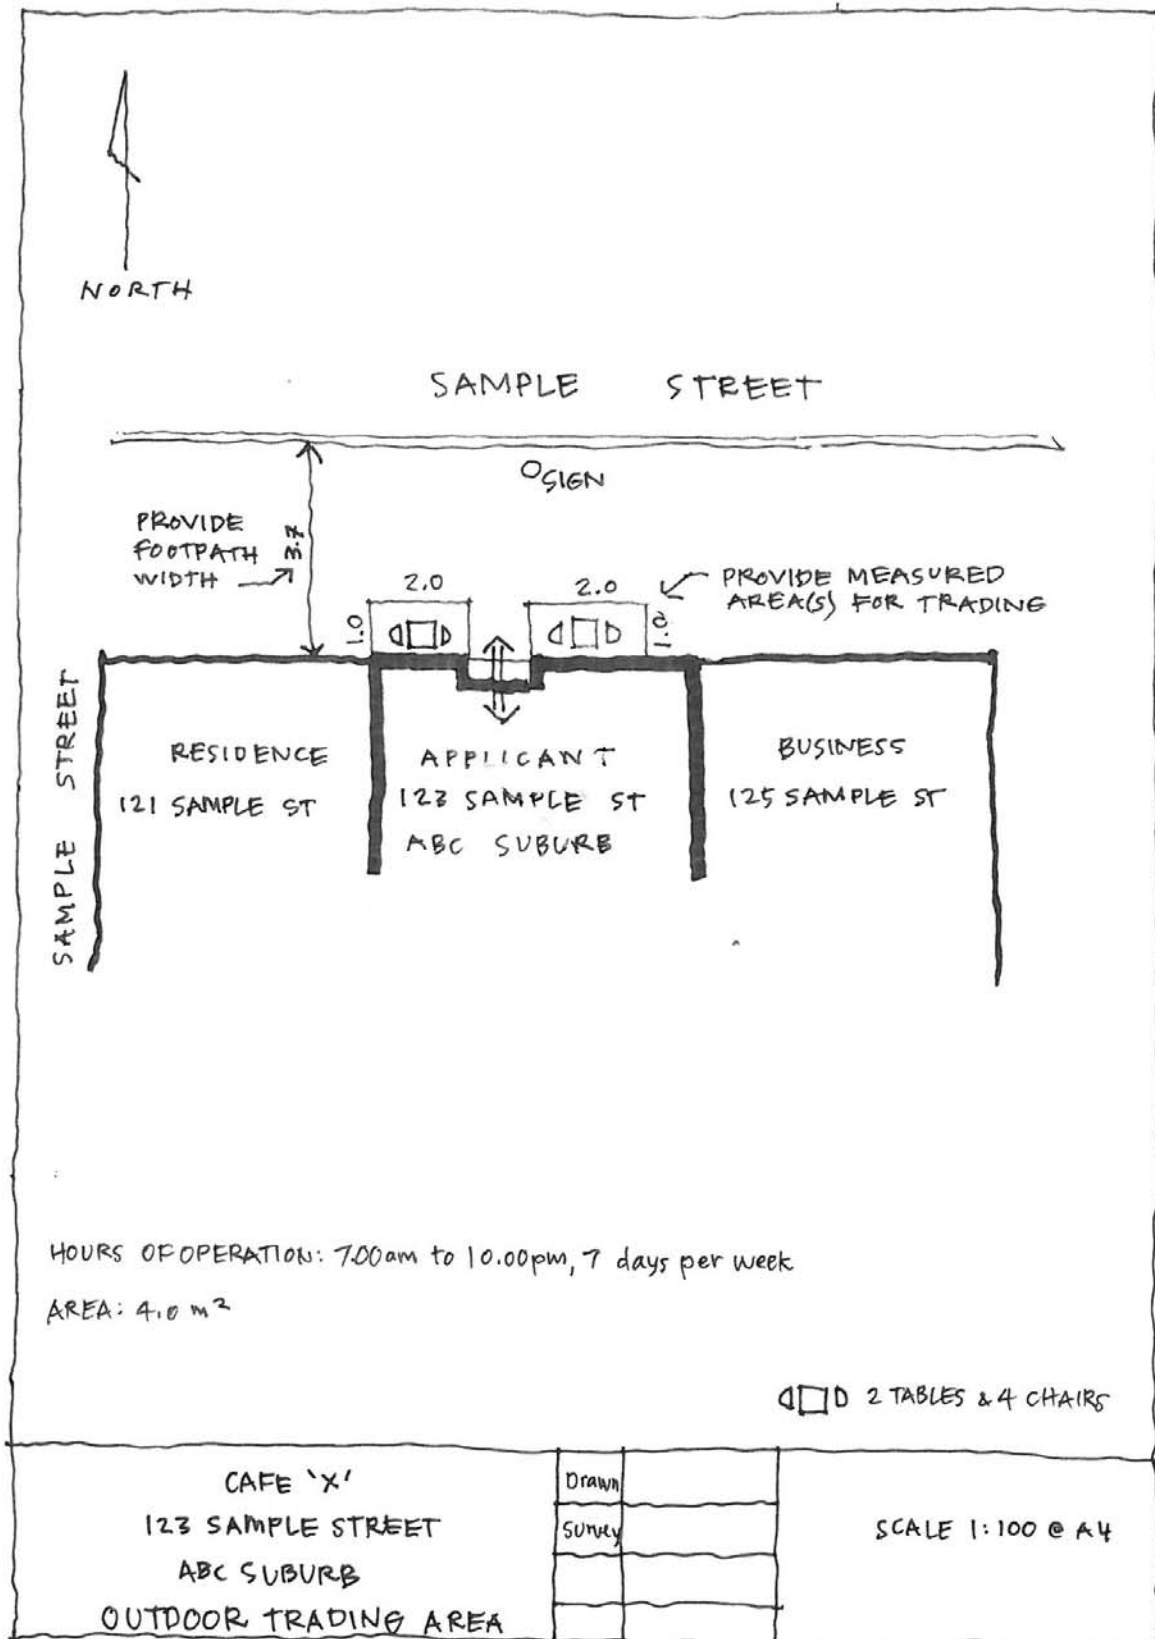 NORTH
SAMPLE STREET
SIGN
PROVIDE
FOOTPATH
WIDTH
3.7
2.0
2.0
PROVIDE MEASURED
AREA(S) FOR TRADING
1.0
1.0
SAMPLE STREET
RESIDENCE
121 SAMPLE ST
APPLICANT
123 SAMPLE ST
ABC SUBURB
BUSINESS
125 SAMPLE ST
HOURS OF OPERATION: 7.00am to 10.00pm, 7 days per week
AREA: 4.0 m²
2 TABLES & 4 CHAIRS
CAFE 'X'
123 SAMPLE STREET
ABC SUBURB
OUTDOOR TRADING AREA
Drawn
Survey
SCALE 1:100 @ A4